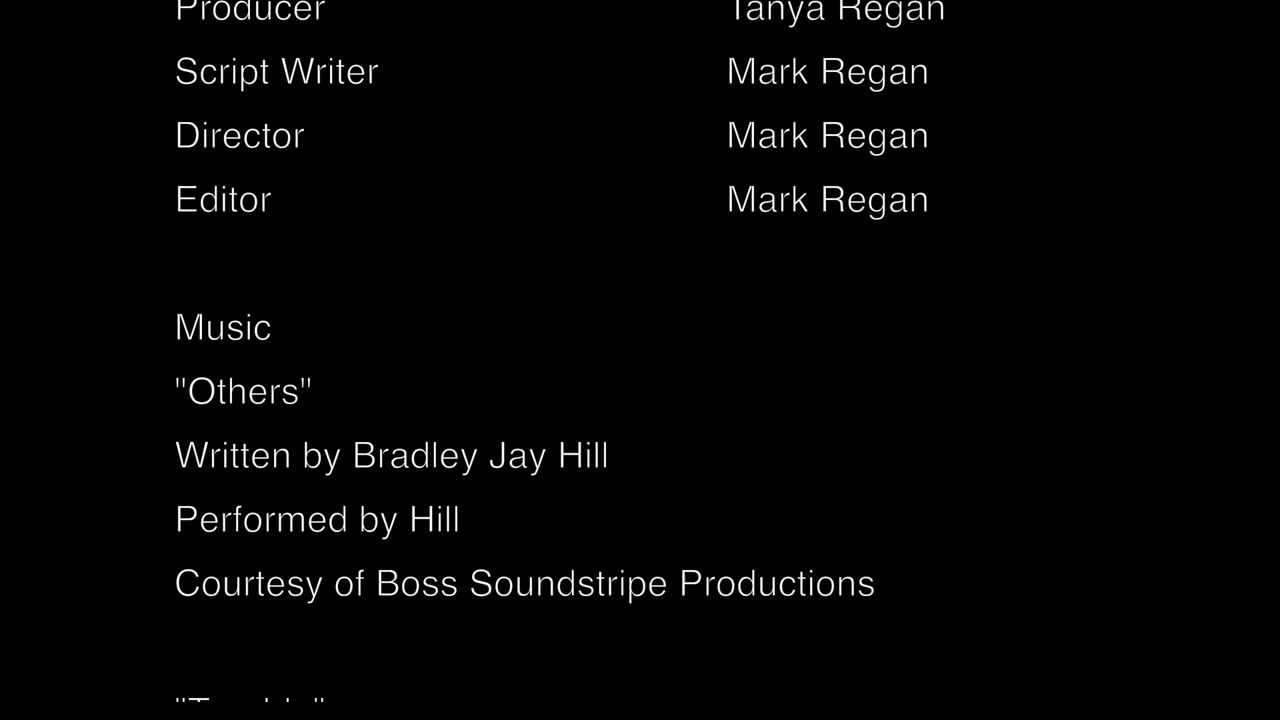 Producer Tanya Regan
Script Writer Mark Regan
Director Mark Regan
Editor Mark Regan
Music
"Others"
Written by Bradley Jay Hill
Performed by Hill
Courtesy of Boss Soundstripe Productions